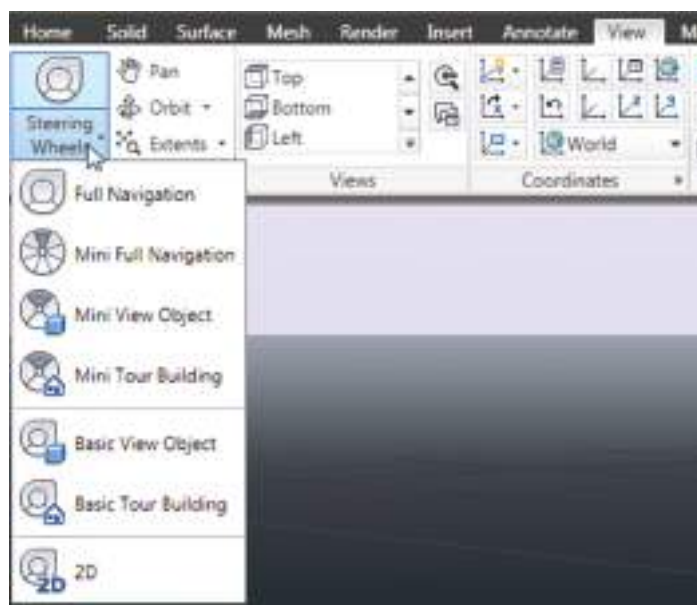 Home Solid Surface Mesh Render Insert Annotate View M
Steering
Wheels
Pan
Orbit
Extents
Top
Bottom
Left
World
Views
Coordinates
Full Navigation
Mini Full Navigation
Mini View Object
Mini Tour Building
Basic View Object
Basic Tour Building
2D 2D